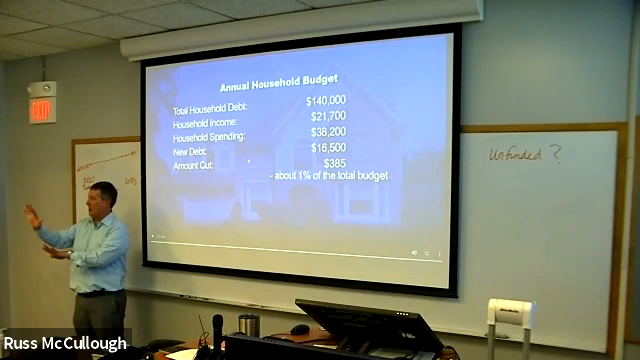 Annual Household Budget
Total Household Debt: $140,000
Household Income: $21,700
Household Spending: $38,200
New Debt: $16,500
Amount Cut: $385
- about 1% of the total budget
EXIT
Unfunded ?
Russ McCullough